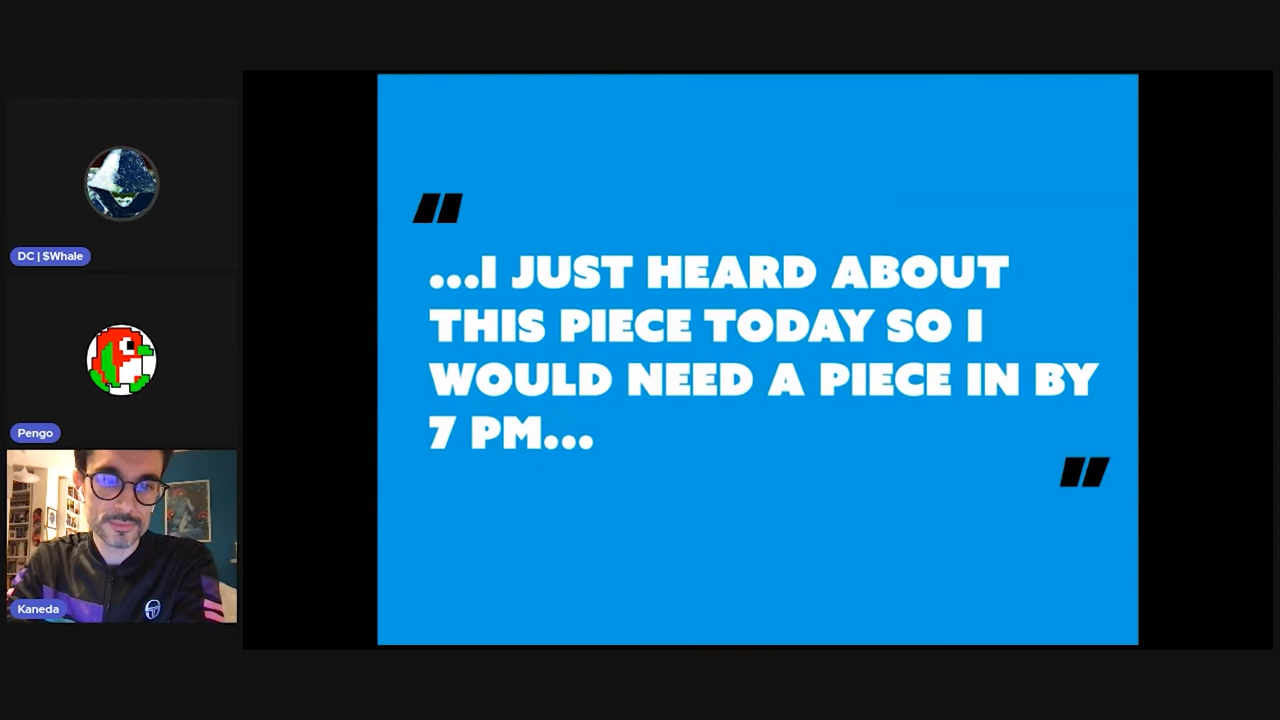 DC | $Whale
Pengo
Kaneda
"
...I JUST HEARD ABOUT
THIS PIECE TODAY SO I
WOULD NEED A PIECE IN BY
7 PM...
"